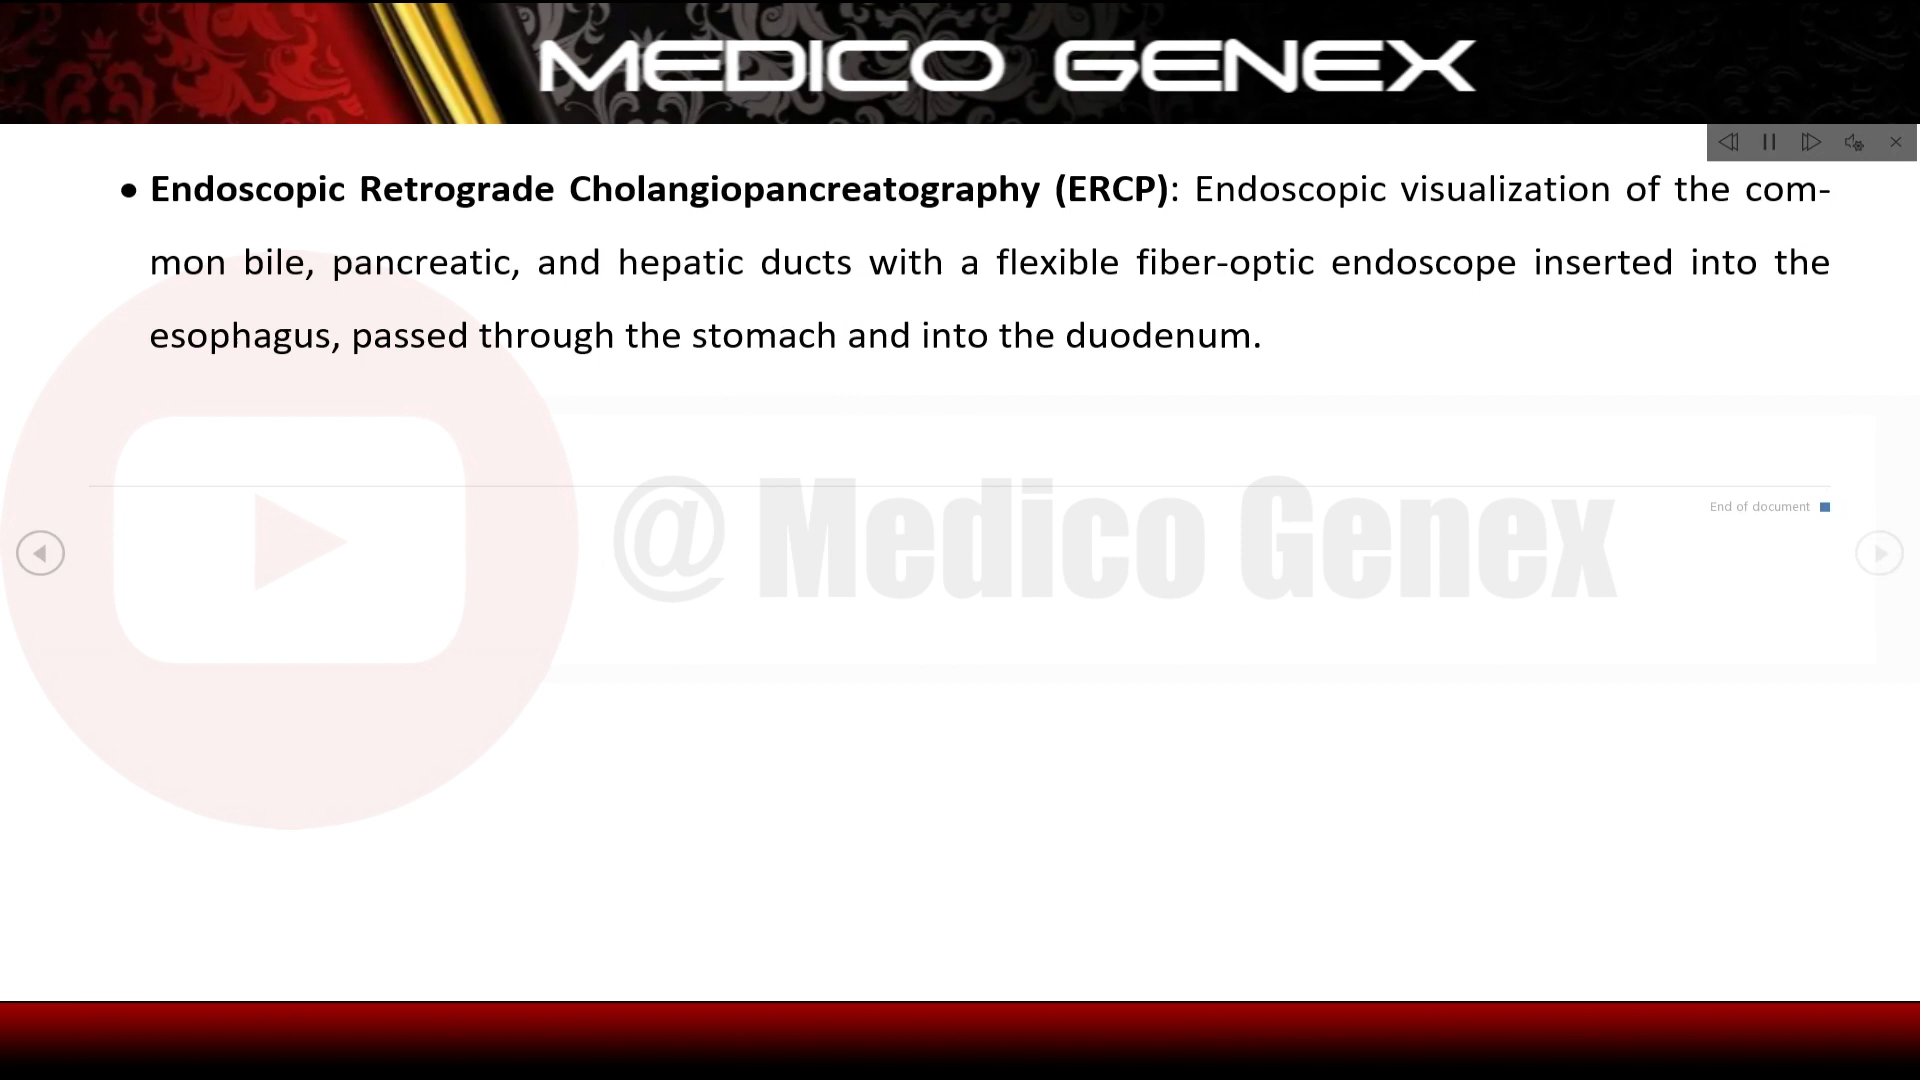 MEDICO GENEX
• Endoscopic Retrograde Cholangiopancreatography (ERCP): Endoscopic visualization of the com-
mon bile, pancreatic, and hepatic ducts with a flexible fiber-optic endoscope inserted into the
esophagus, passed through the stomach and into the duodenum.
End of document
@ Medico Genex